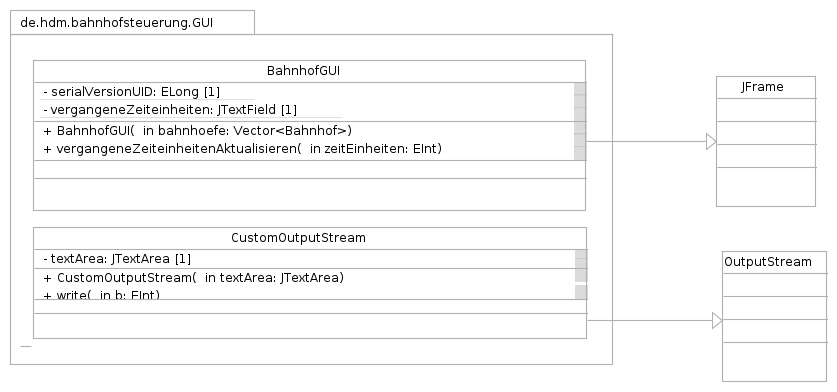 de.hdm.bahnhofsteuerung.GUI
BahnhofGUI
- serialVersionUID: ELong [1]
- vergangeneZeiteinheiten: JTextField [1]
+ BahnhofGUI( in bahnhoefe: Vector<Bahnhof>)
+ vergangeneZeiteinheitenAktualisieren( in zeitEinheiten: EInt)
JFrame
CustomOutputStream
- textArea: JTextArea [1]
+ CustomOutputStream( in textArea: JTextArea)
+ write( in b: EInt)
OutputStream